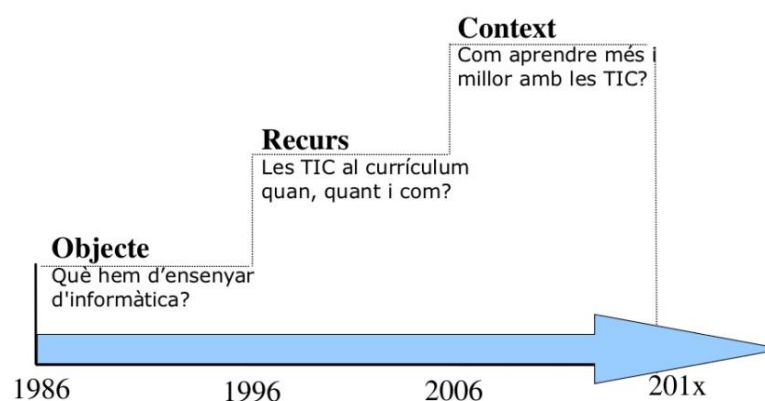 Context
Com aprendre més i
millor amb les TIC?
Recurs
Les TIC al currículum
quan, quant i com?
Objecte
Què hem d’ensenyar
d'informàtica?
1986
1996
2006
201x